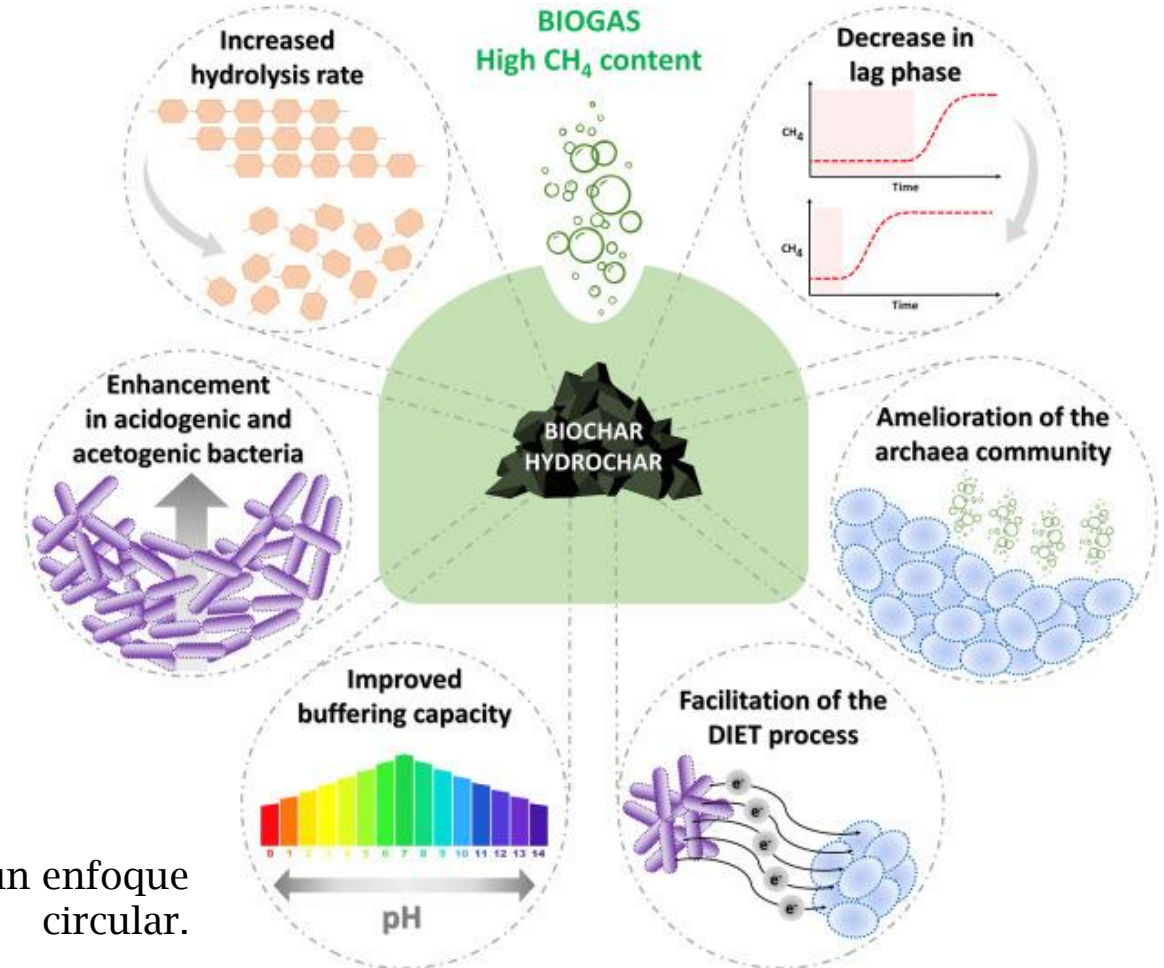 Increased
hydrolysis rate
BIOGAS
High CH₄ content
Decrease in
lag phase
CH₄
Time
CH₄
Time
Enhancement
in acidogenic and
acetogenic bacteria
BIOCHAR
HYDROCHAR
Amelioration of the
archaea community
Improved
buffering capacity
0 1 2 3 4 5 6 7 8 9 10 11 12 13 14
pH
Facilitation of the
DIET process
e⁻
e⁻
e⁻
e⁻
e⁻
un enfoque
circular.